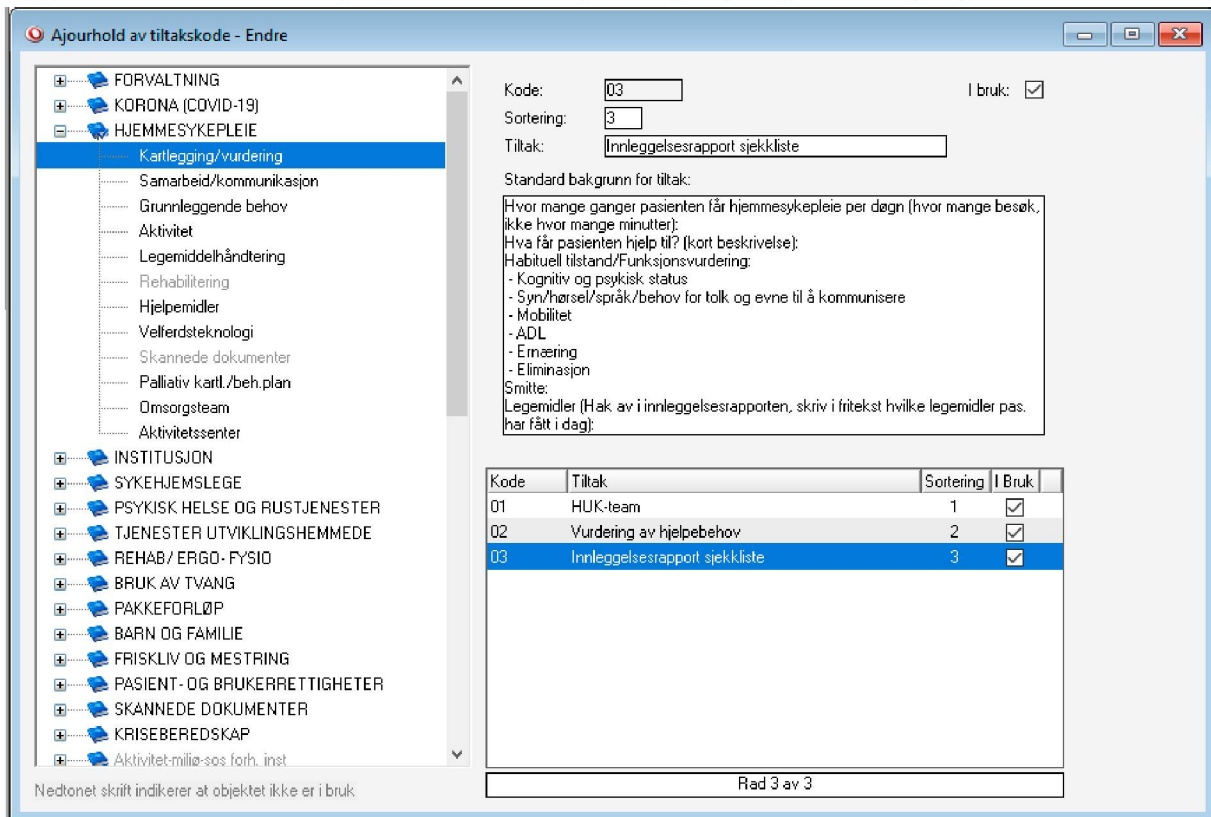 Ajourhold av tiltakskode - Endre
FORVALTNING
KORONA (COVID-19)
HJEMMESYKEPLEIE
Kartlegging/vurdering
Samarbeid/kommunikasjon
Grunnleggende behov
Aktivitet
Legemiddelhåndtering
Rehabilitering
Hjelpemidler
Velferdsteknologi
Skannede dokumenter
Palliativ kartl./beh.plan
Omsorgsteam
Aktivitetssenter
INSTITUSJON
SYKEHJEMSLEGE
PSYKISK HELSE OG RUSTJENESTER
TJENESTER UTVIKLINGSHEMMEDE
REHAB/ ERGO- FYSIO
BRUK AV TVANG
PAKKEFORLØP
BARN OG FAMILIE
FRISKLIV OG MESTRING
PASIENT- OG BRUKERRETTIGHETER
SKANNEDE DOKUMENTER
KRISEBEREDSKAP
Aktivitet-miljø-sos forh. inst
Nedtonet skrift indikerer at objektet ikke er i bruk
Kode: 03 I bruk:
Sortering: 3
Tiltak: Innleggelsesrapport sjekkliste
Standard bakgrunn for tiltak:
Hvor mange ganger pasienten får hjemmesykepleie per døgn (hvor mange besøk,
ikke hvor mange minutter):
Hva får pasienten hjelp til? (kort beskrivelse):
Habituell tilstand/Funksjonsvurdering:
- Kognitiv og psykisk status
- Syn/hørsel/språk/behov for tolk og evne til å kommunisere
- Mobilitet
- ADL
- Ernæring
- Eliminasjon
Smitte:
Legemidler (Hak av i innleggelsesrapporten, skriv i fritekst hvilke legemidler pas.
har fått i dag):
Kode Tiltak Sortering I Bruk
01 HUK-team 1
02 Vurdering av hjelpebehov 2
03 Innleggelsesrapport sjekkliste 3
Rad 3 av 3